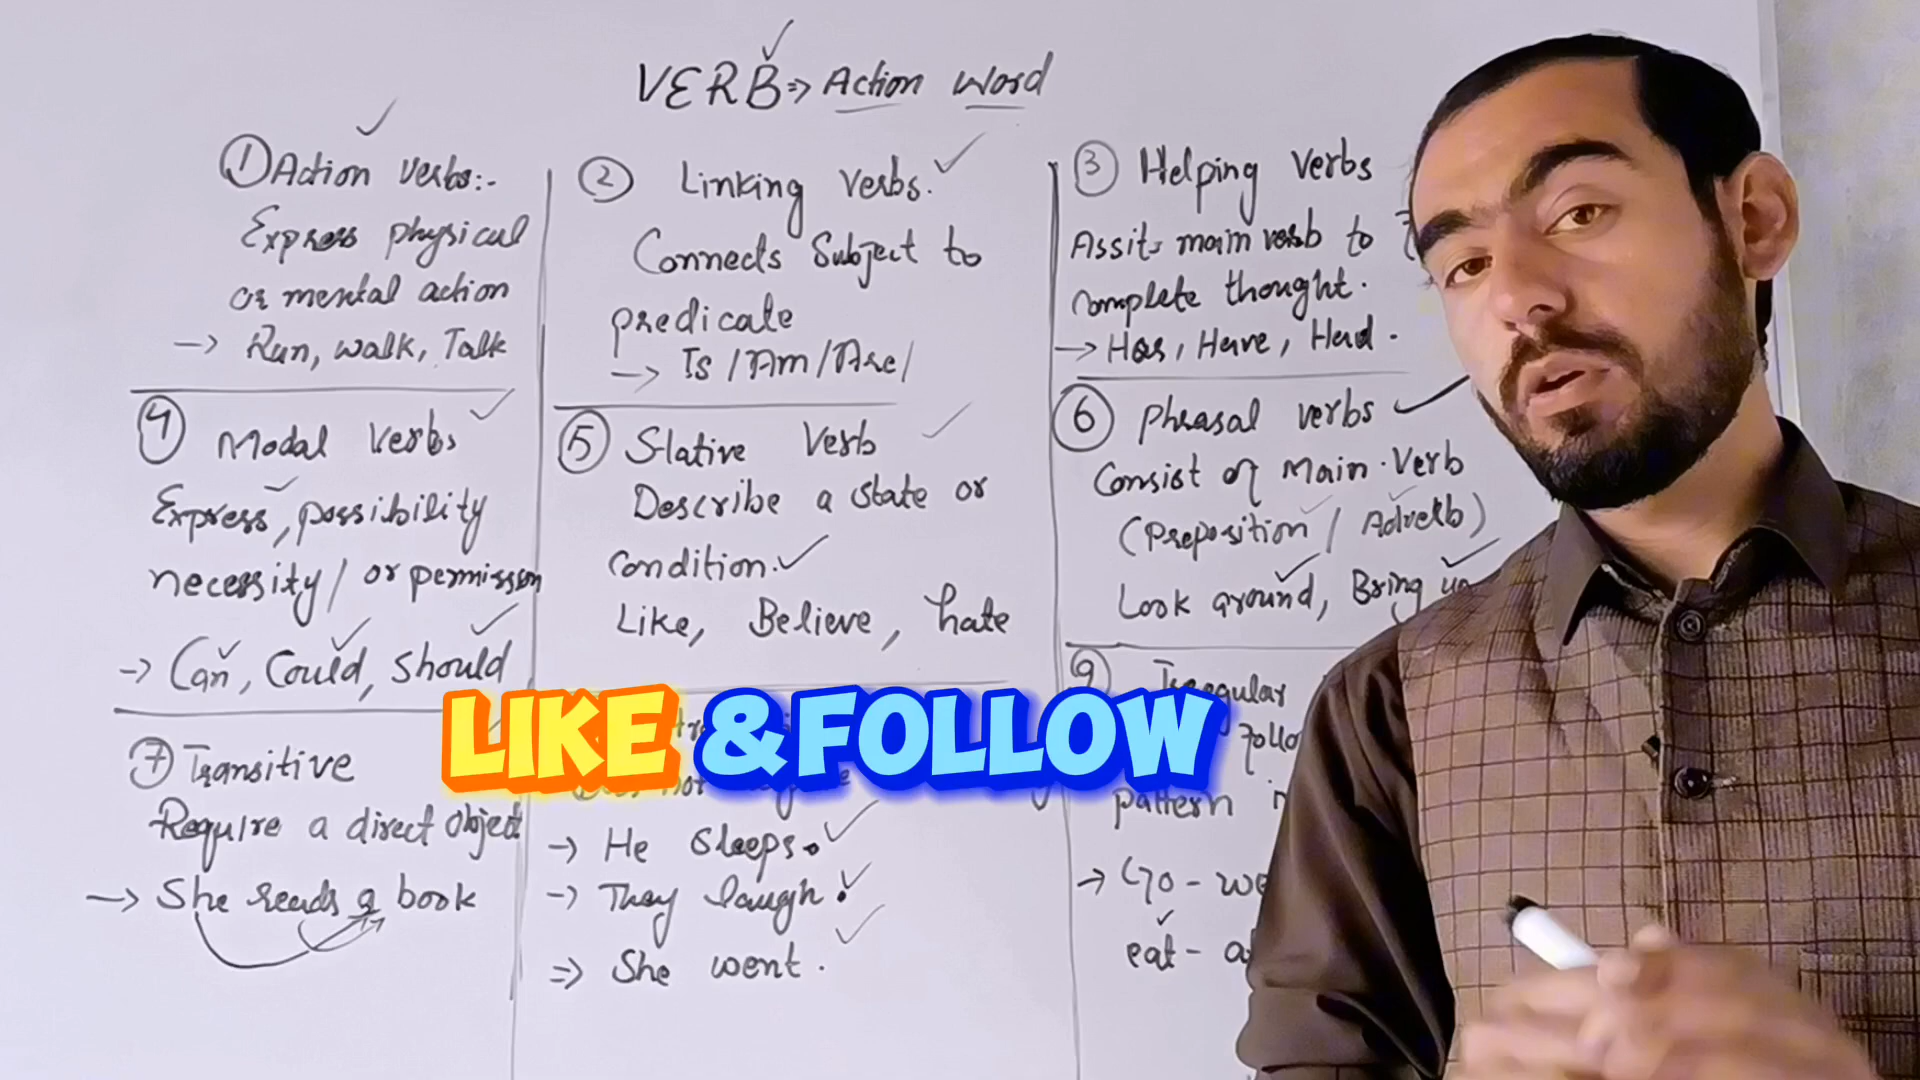 VERB => Action Word
① Action Verbs:-
Express physical
or mental action
→ Run, walk, Talk
② Linking Verbs.
Connects Subject to
predicate
→ Is / Am / Are /
③ Helping Verbs
Assits main verb to
complete thought.
→ Has, Have, Had.
④ Modal Verbs
Express, possibility
necessity / or permission
→ Can, Could, Should
⑤ Stative Verb
Describe a state or
condition.
Like, Believe, hate
⑥ Phrasal verbs
Consist of Main Verb
(Preposition / Adverb)
Look around, Bring up
⑦ Transitive
Require a direct object
→ She reads a book
LIKE &FOLLOW
→ He sleeps.
→ They laugh.
=> She went.
⑨ Irregular
pattern
→ Go -
eat -